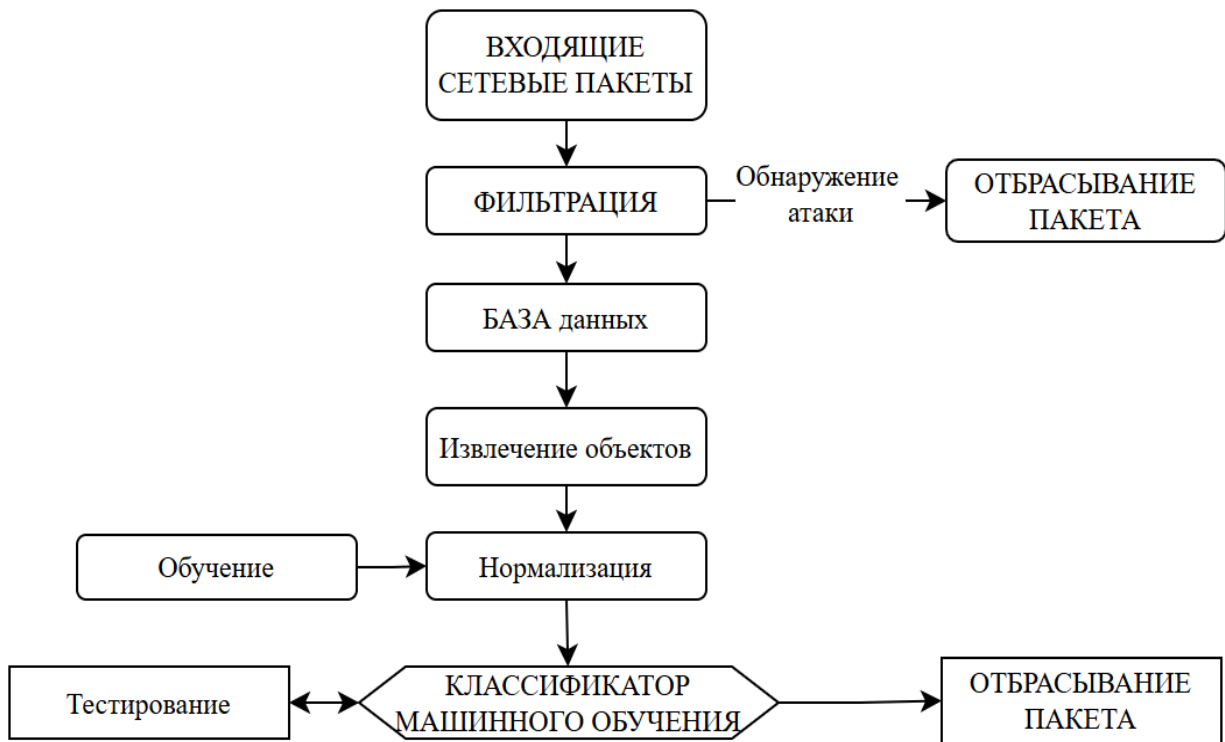 ВХОДЯЩИЕ
СЕТЕВЫЕ ПАКЕТЫ
ФИЛЬТРАЦИЯ
Обнаружение
атаки
ОТБРАСЫВАНИЕ
ПАКЕТА
БАЗА данных
Извлечение объектов
Обучение
Нормализация
Тестирование
КЛАССИФИКАТОР
МАШИННОГО ОБУЧЕНИЯ
ОТБРАСЫВАНИЕ
ПАКЕТА